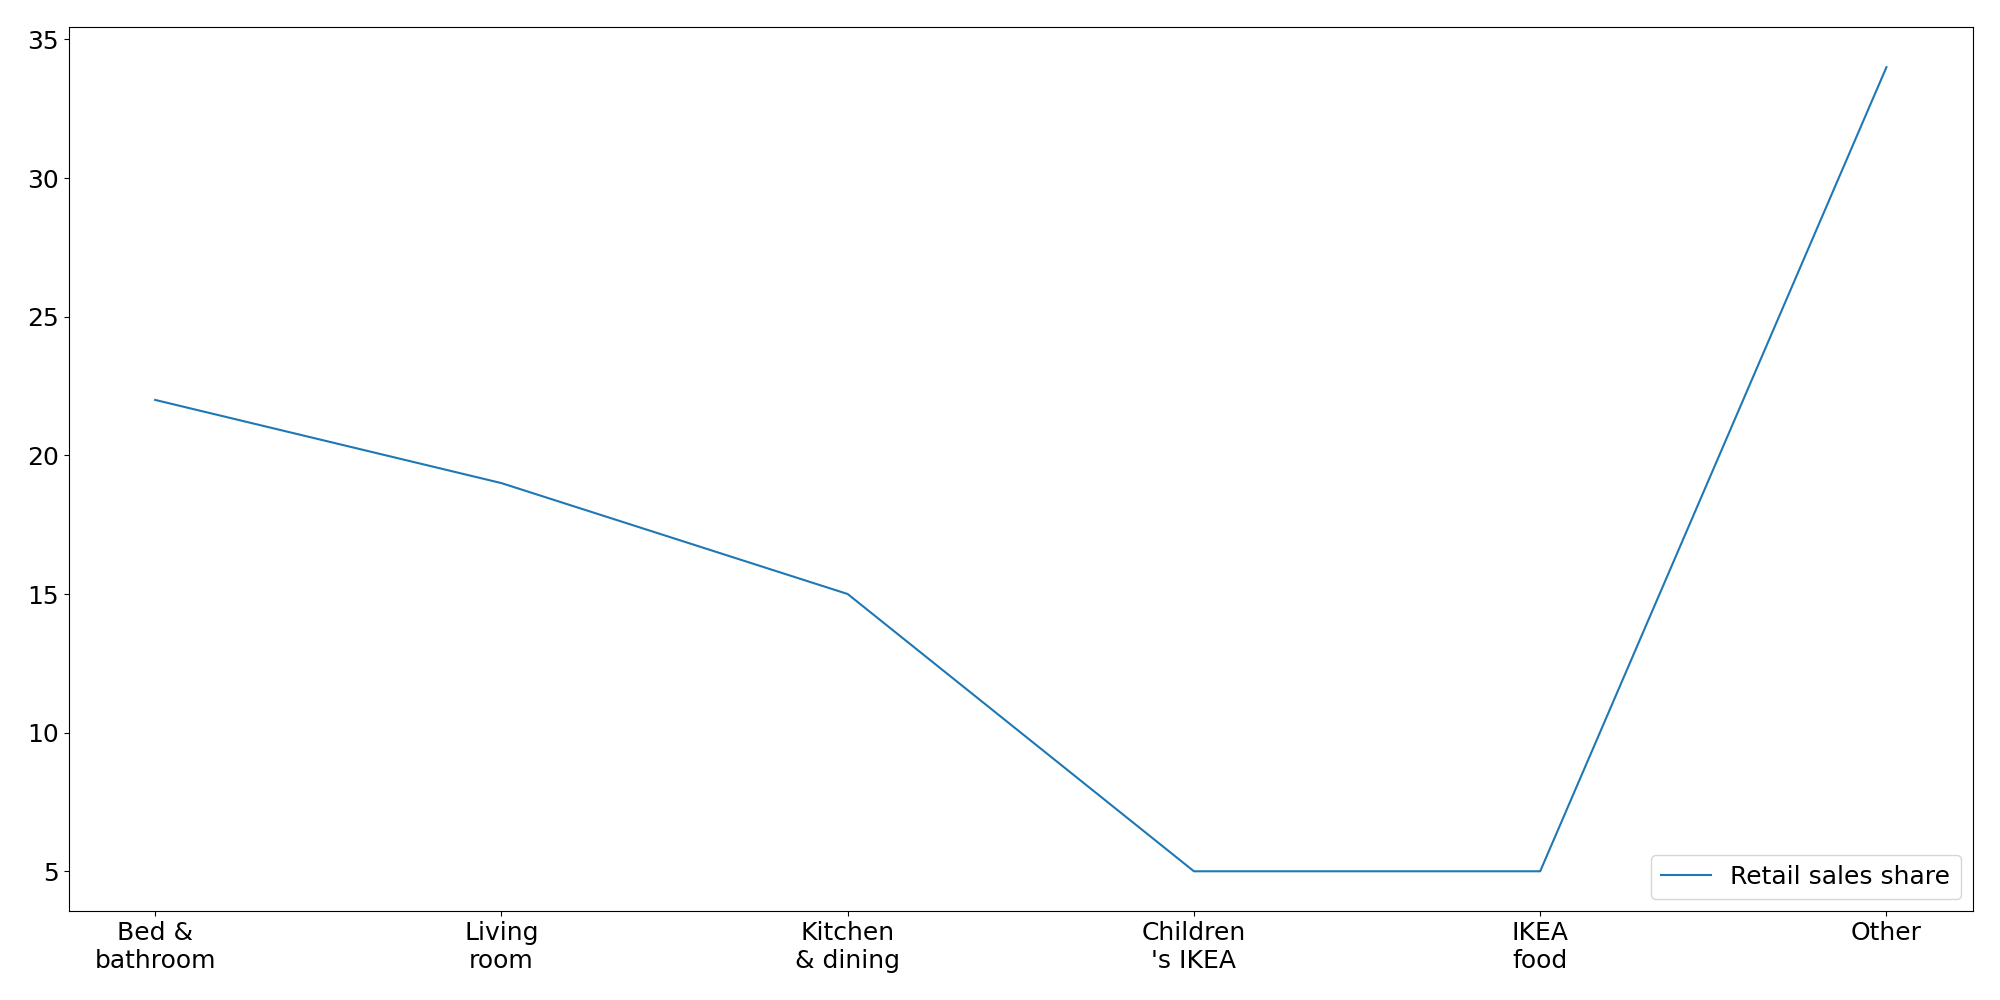 35
30
25
20
15
10
5
Bed &
bathroom
Living
room
Kitchen
& dining
Children
's IKEA
IKEA
food
Other
Retail sales share